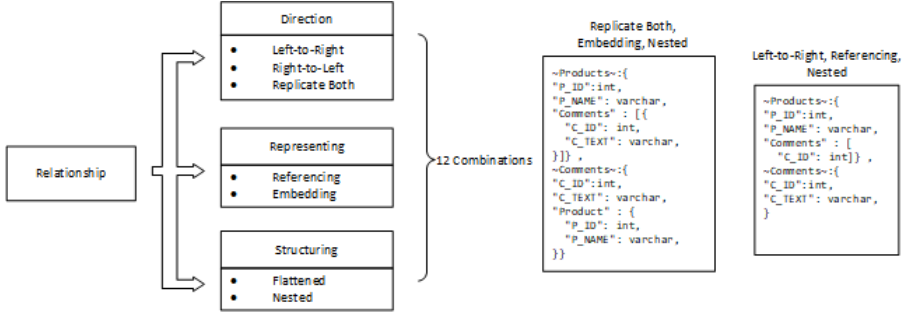 Relationship
Direction
● Left-to-Right
● Right-to-Left
● Replicate Both
Representing
● Referencing
● Embedding
Structuring
● Flattened
● Nested
12 Combinations
Replicate Both,
Embedding, Nested
~Products~:{
"P_ID":int,
"P_NAME": varchar,
"Comments" : [{
"C_ID": int,
"C_TEXT": varchar,
}]} ,
~Comments~:{
"C_ID":int,
"C_TEXT": varchar,
"Product" : {
"P_ID": int,
"P_NAME": varchar,
}}
Left-to-Right, Referencing,
Nested
~Products~:{
"P_ID":int,
"P_NAME": varchar,
"Comments" : [
"C_ID": int]} ,
~Comments~:{
"C_ID":int,
"C_TEXT": varchar,
}